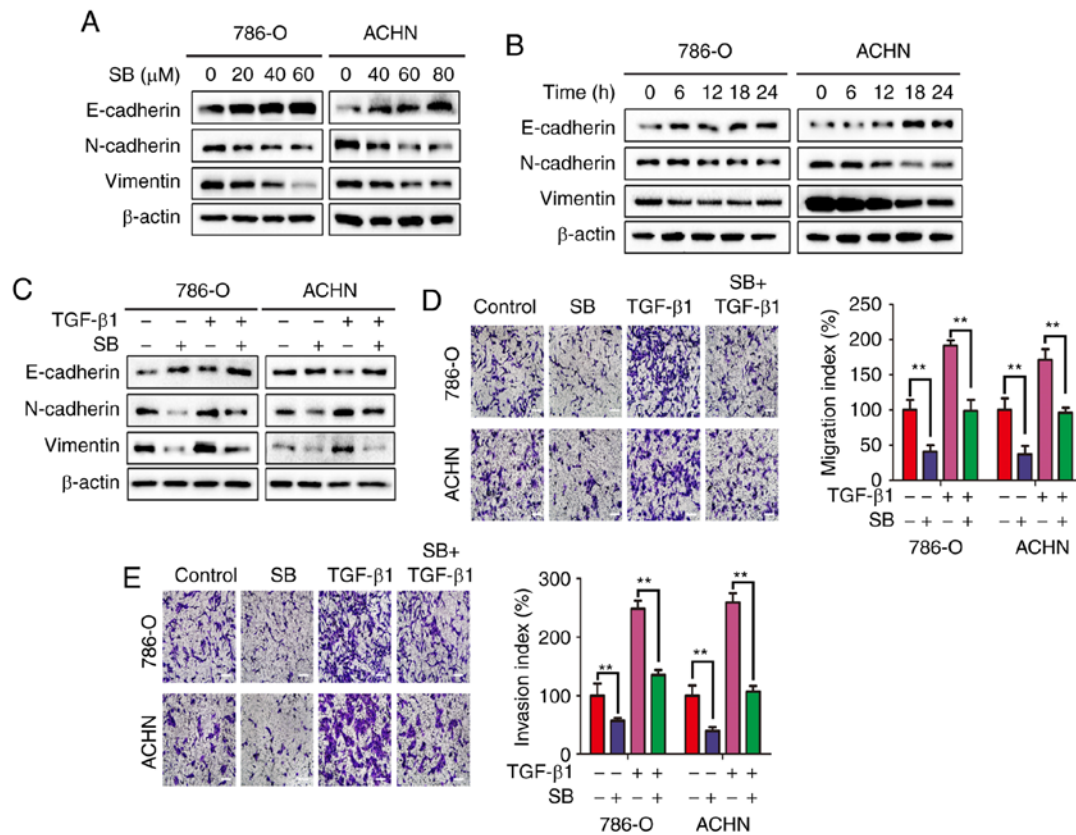 A
786-O ACHN
SB (μM) 0 20 40 60 0 40 60 80
E-cadherin
N-cadherin
Vimentin
β-actin
B
786-O ACHN
Time (h) 0 6 12 18 24 0 6 12 18 24
E-cadherin
N-cadherin
Vimentin
β-actin
C
786-O ACHN
TGF-β1 − − + + − − + +
SB − + − + − + − +
E-cadherin
N-cadherin
Vimentin
β-actin
D
Control SB TGF-β1 SB+
TGF-β1
786-O
ACHN
Migration index (%)
250
200
150
100
50
0
** ** ** **
TGF-β1 − − + + − − + +
SB − + − + − + − +
786-O ACHN
E
Control SB TGF-β1 SB+
TGF-β1
786-O
ACHN
Invasion index (%)
300
200
100
0
** ** ** **
TGF-β1 − − + + − − + +
SB − + − + − + − +
786-O ACHN